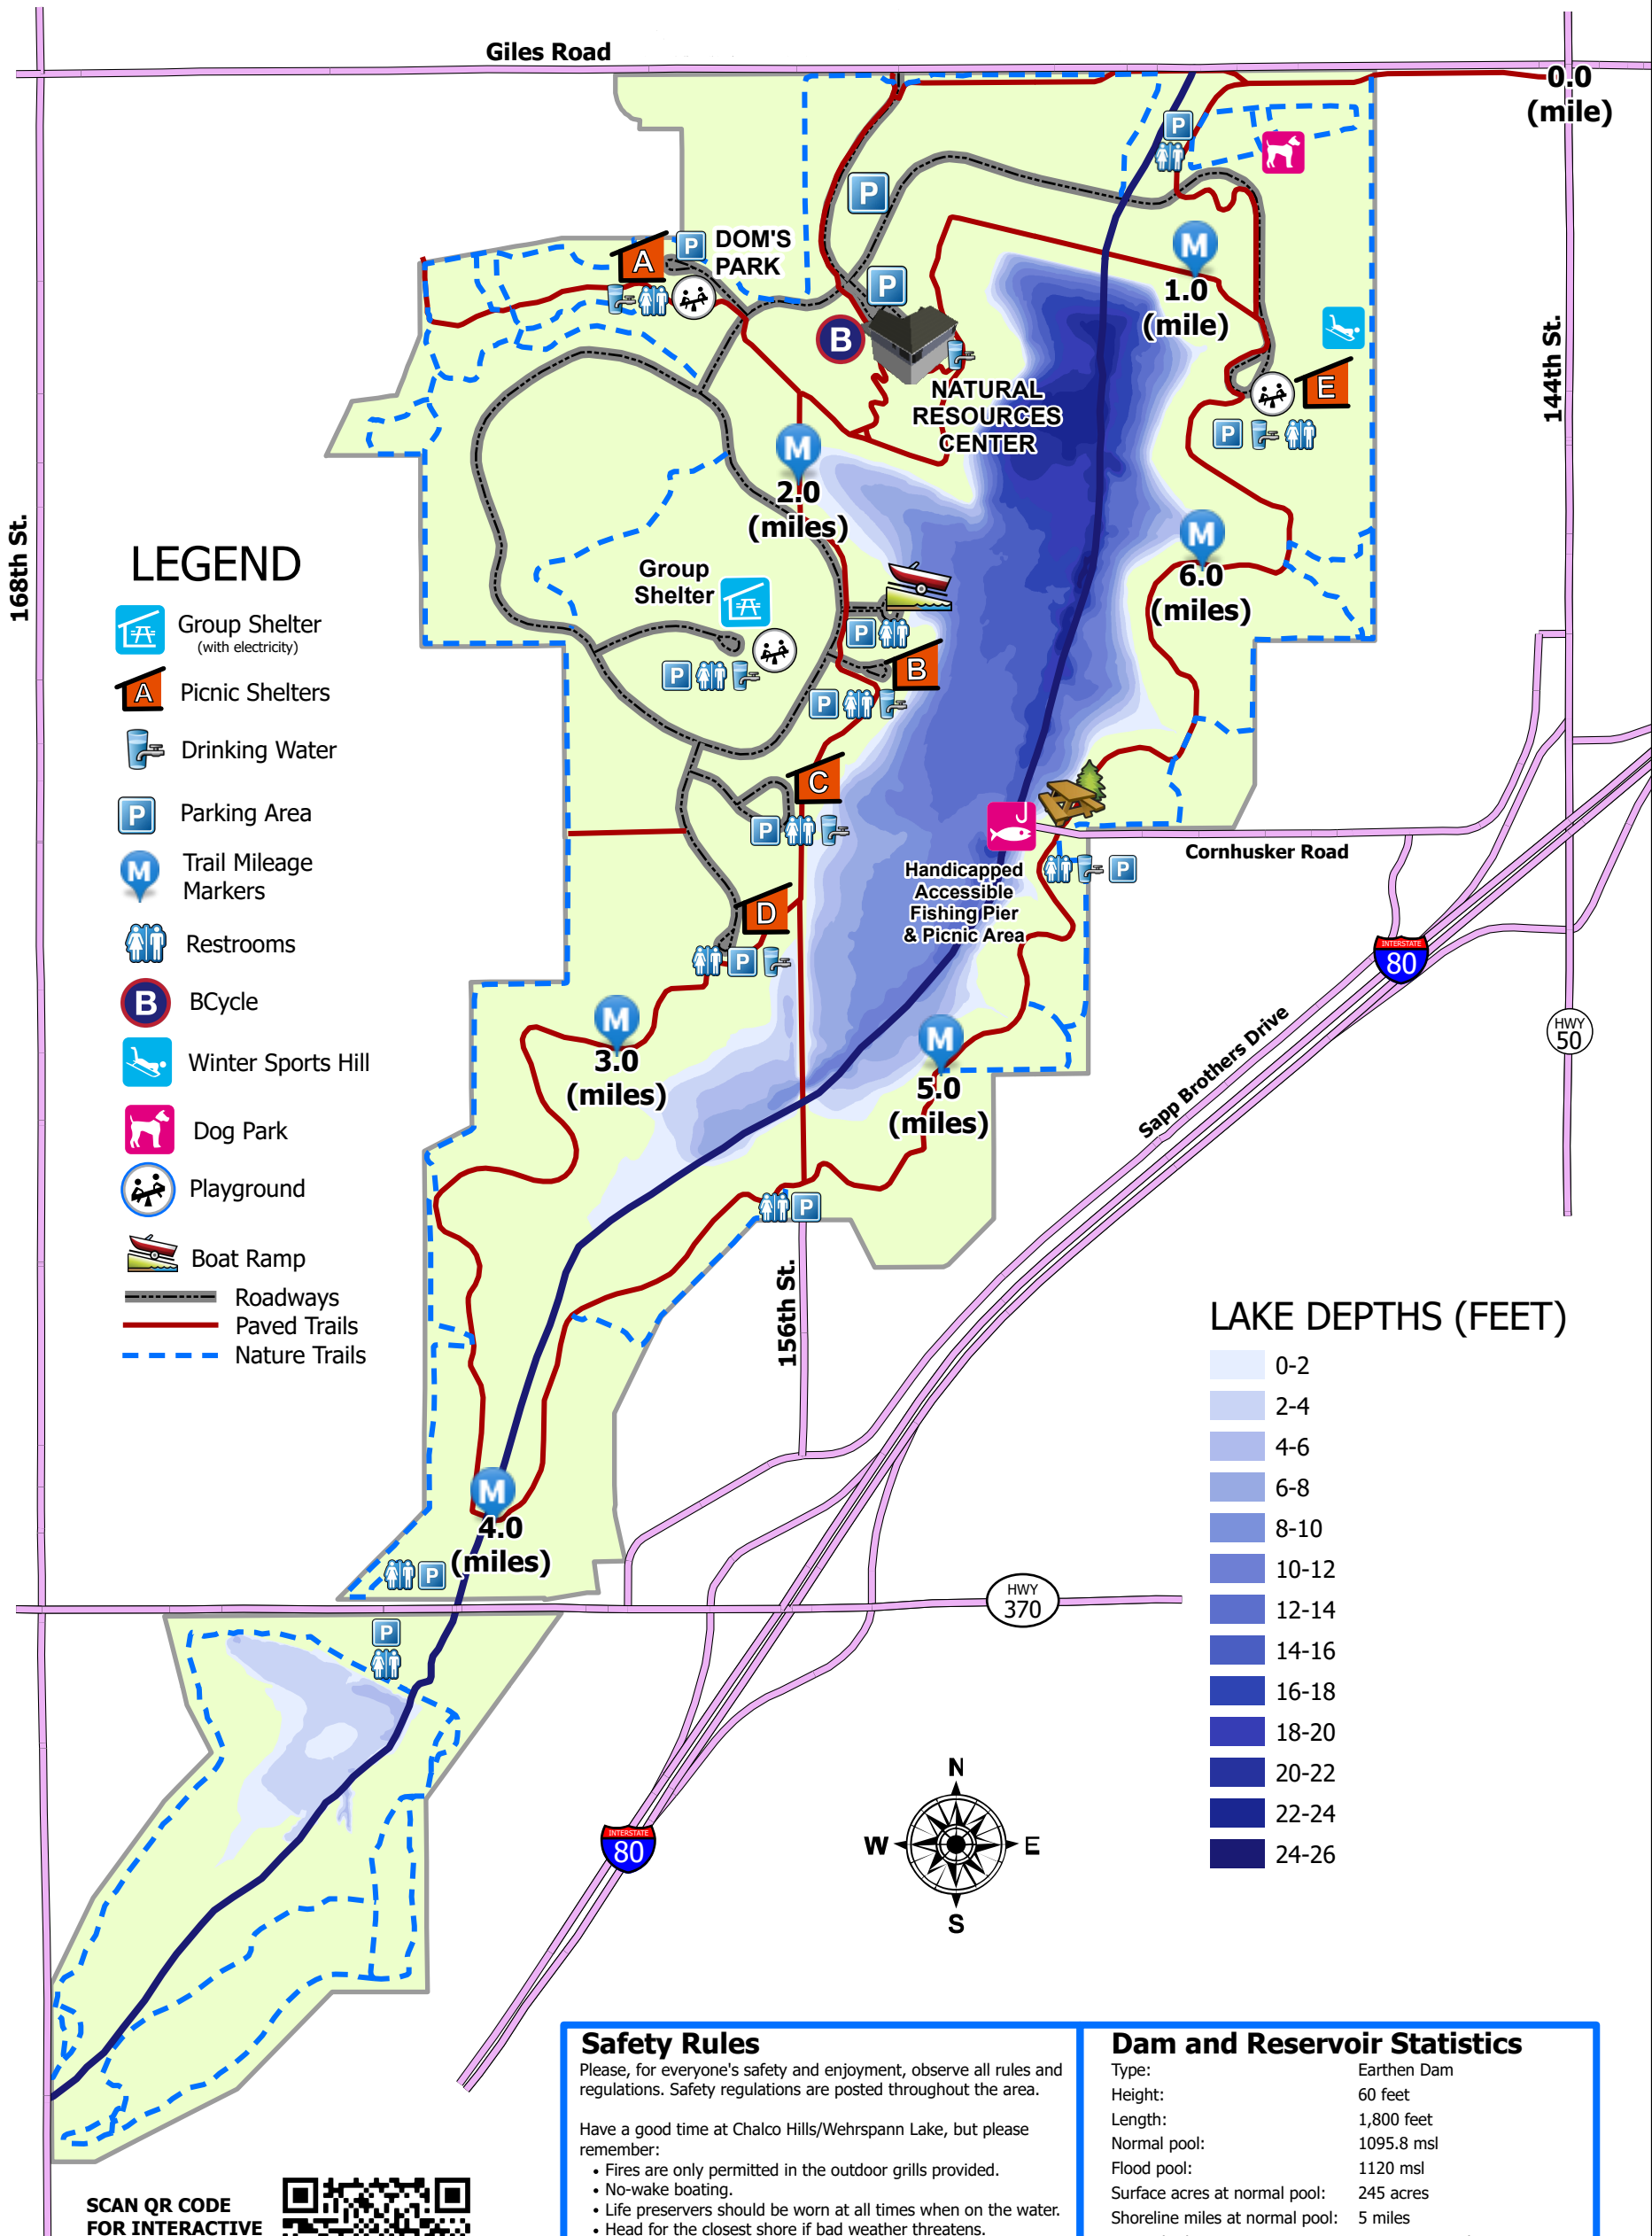 Giles Road
0.0
(mile)
P
P
A
P
DOM'S
PARK
M
1.0
(mile)
P
B
NATURAL
RESOURCES
CENTER
E
P
144th St.
168th St.
M
2.0
(miles)
M
6.0
(miles)
Group
Shelter
P
B
P
P
C
P
Cornhusker Road
Handicapped
Accessible
Fishing Pier
& Picnic Area
P
D
P
INTERSTATE
80
HWY
50
Sapp Brothers Drive
M
3.0
(miles)
M
5.0
(miles)
P
156th St.
M
4.0
(miles)
P
HWY
370
P
INTERSTATE
80
N
W
E
S
LEGEND
Group Shelter
(with electricity)
A
Picnic Shelters
Drinking Water
P
Parking Area
M
Trail Mileage
Markers
Restrooms
B
BCycle
Winter Sports Hill
Dog Park
Playground
Boat Ramp
Roadways
Paved Trails
Nature Trails
LAKE DEPTHS (FEET)
0-2
2-4
4-6
6-8
8-10
10-12
12-14
14-16
16-18
18-20
20-22
22-24
24-26
Safety Rules
Please, for everyone's safety and enjoyment, observe all rules and
regulations. Safety regulations are posted throughout the area.
Have a good time at Chalco Hills/Wehrspann Lake, but please
remember:
• Fires are only permitted in the outdoor grills provided.
• No-wake boating.
• Life preservers should be worn at all times when on the water.
• Head for the closest shore if bad weather threatens.
Dam and Reservoir Statistics
Type: Earthen Dam
Height: 60 feet
Length: 1,800 feet
Normal pool: 1095.8 msl
Flood pool: 1120 msl
Surface acres at normal pool: 245 acres
Shoreline miles at normal pool: 5 miles
SCAN QR CODE
FOR INTERACTIVE